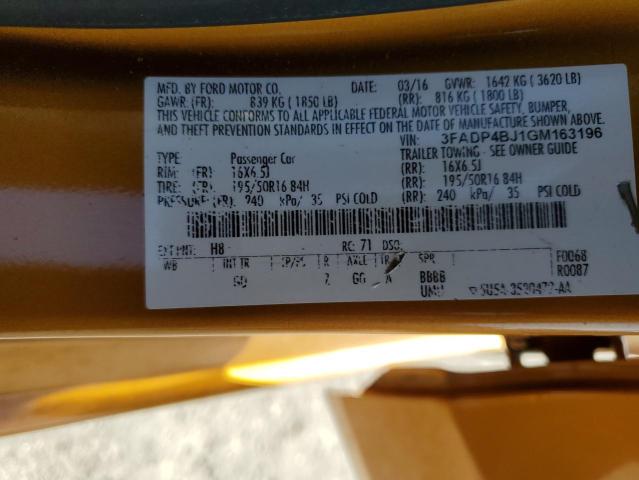 MFD. BY FORD MOTOR CO. DATE: 03/16 GVWR: 1642 KG ( 3620 LB)
GAWR: (FR): 839 KG ( 1850 LB) (RR): 816 KG ( 1800 LB)
THIS VEHICLE CONFORMS TO ALL APPLICABLE FEDERAL MOTOR VEHICLE SAFETY, BUMPER,
AND THEFT PREVENTION STANDARDS IN EFFECT ON THE DATE OF MANUFACTURE SHOWN ABOVE.
VIN: 3FADP4BJ1GM163196
TYPE: Passenger Car TRAILER TOWING - SEE OWNER GUIDE
RIM: (FR) 16X6.5J (RR): 16X6.5J
TIRE: (FR): 195/50R16 84H (RR): 195/50R16 84H
PRESSURE: (FR): 240 kPa/ 35 PSI COLD (RR): 240 kPa/ 35 PSI COLD
EXT PNT: H8 RC: 71 DSO:
WB INT TR TP/PS R AXLE TR SPR F0068
GG A BBBB R0087